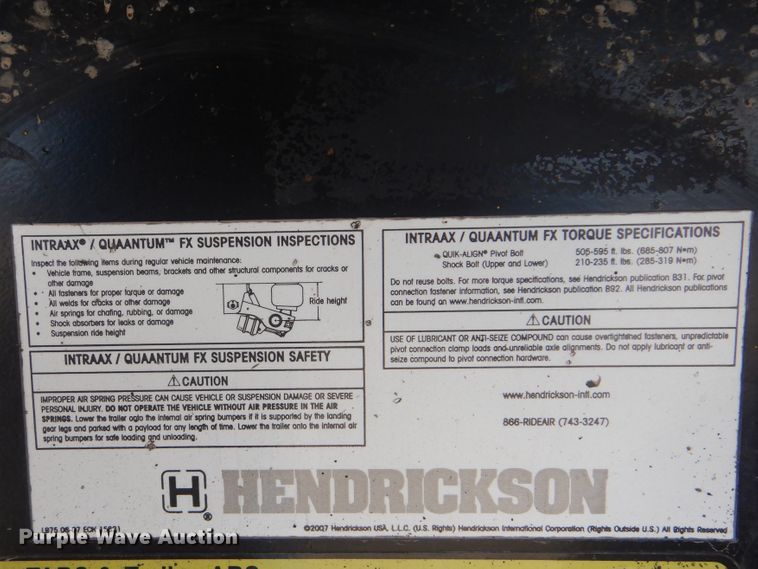 INTRAAX® / QUAANTUM™ FX SUSPENSION INSPECTIONS
Inspect the following items during regular vehicle maintenance:
• Vehicle frame, suspension beams, brackets and other structural components for cracks or
other damage
• All fasteners for proper torque or damage
• All welds for cracks or other damage
• Air springs for chafing, rubbing, or damage
• Shock absorbers for leaks or damage
• Suspension ride height
Ride height
INTRAAX / QUAANTUM FX SUSPENSION SAFETY
⚠CAUTION
IMPROPER AIR SPRING PRESSURE CAN CAUSE VEHICLE OR SUSPENSION DAMAGE OR SEVERE
PERSONAL INJURY. DO NOT OPERATE THE VEHICLE WITHOUT AIR PRESSURE IN THE AIR
SPRINGS. Lower the trailer onto the internal air spring bumpers if it is supported by the landing
gear legs and parked with a payload for any length of time. Lower the trailer onto the internal air
spring bumpers for safe loading and unloading.
INTRAAX / QUAANTUM FX TORQUE SPECIFICATIONS
QUIK-ALIGN® Pivot Bolt 505-595 ft. lbs. (685-807 N•m)
Shock Bolt (Upper and Lower) 210-235 ft. lbs. (285-319 N•m)
Do not reuse bolts. For more torque specifications, see Hendrickson publication B31. For pivot
connection fastener information, see Hendrickson publication B92. All Hendrickson publications
can be found an www.hendrickson-intl.com.
⚠CAUTION
USE OF LUBRICANT OR ANTI-SEIZE COMPOUND can cause overtightened fasteners, unpredictable
pivot connection clamp loads and unreliable axle alignments. Do not apply lubricant or anti-
seize compound to pivot connection hardware.
www.hendrickson-intl.com
866-RIDEAIR (743-3247)
H® HENDRICKSON
©2007 Hendrickson USA, L.L.C. (U.S. Rights) Hendrickson International Corporation (Rights Outside U.S.) All Rights Reserved
Purple Wave Auction